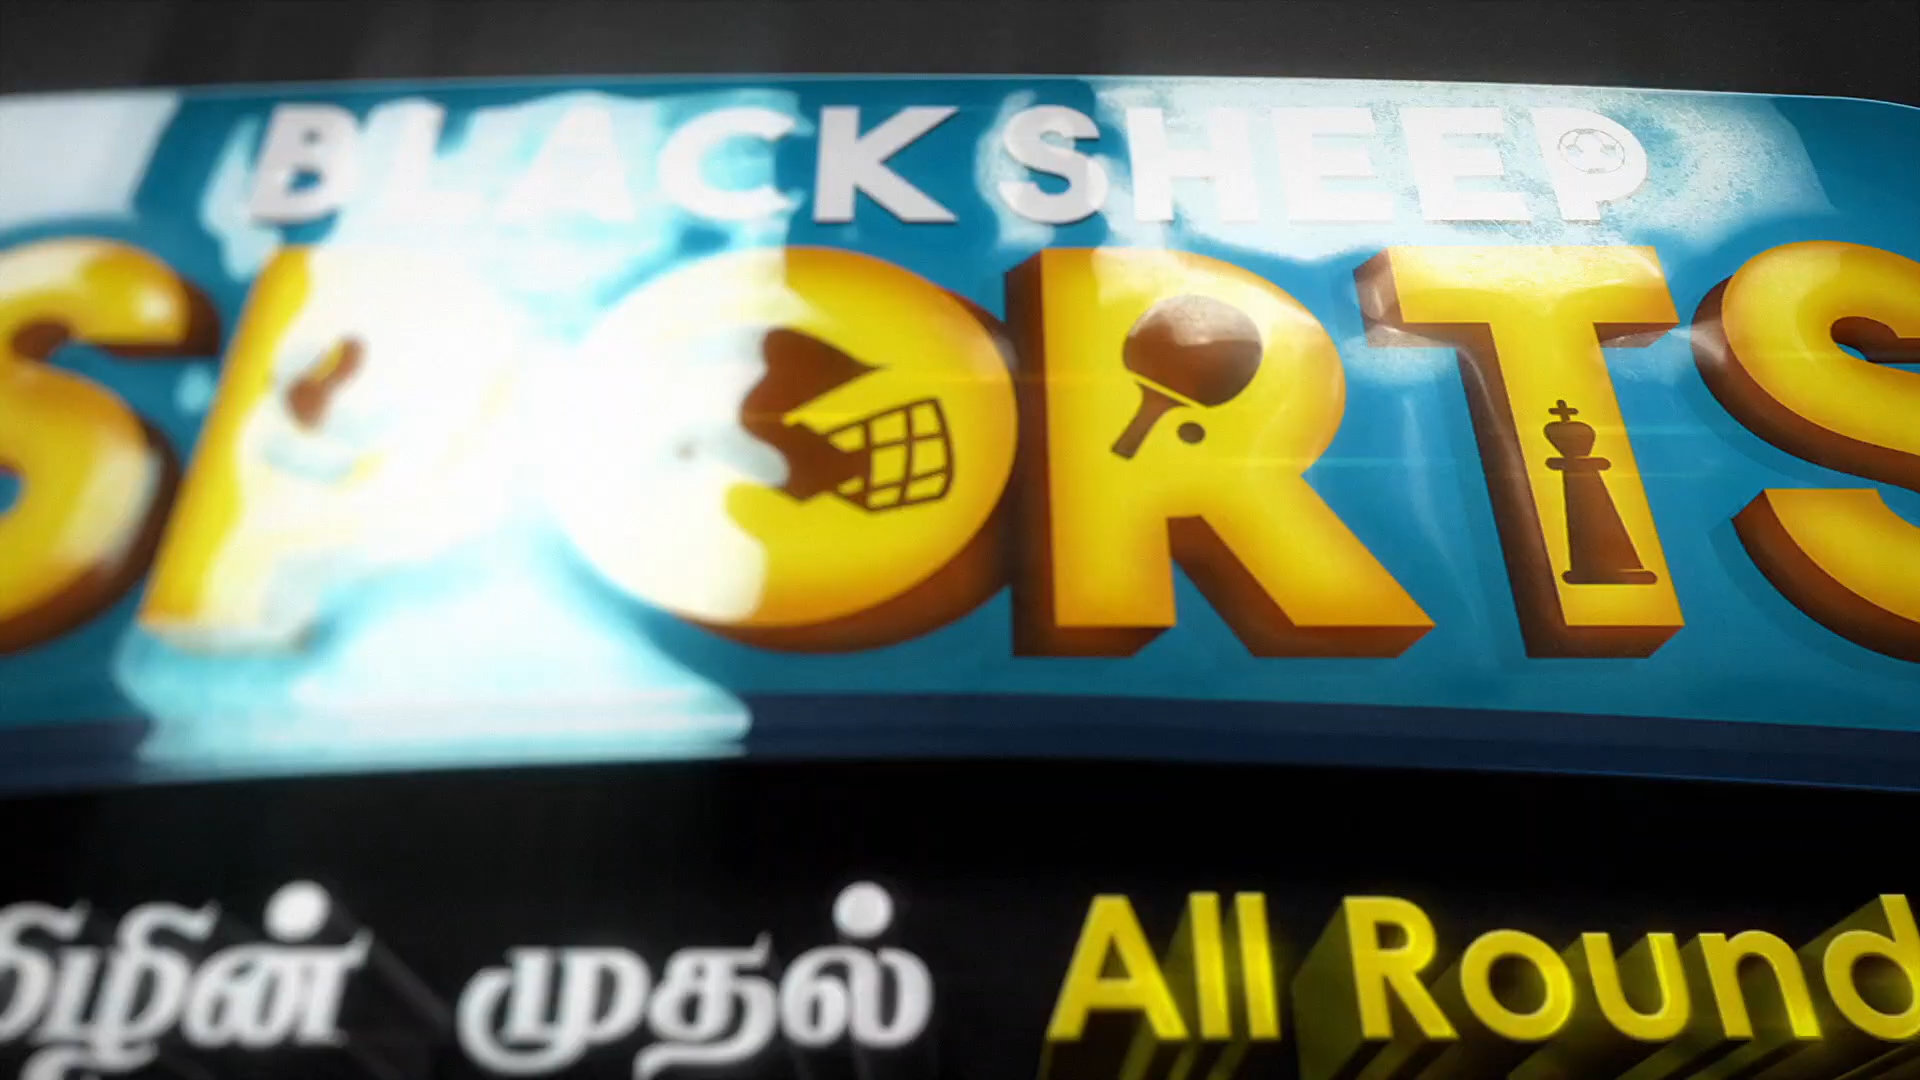 BLACK SHEEP
SPORTS
முதல் All Round